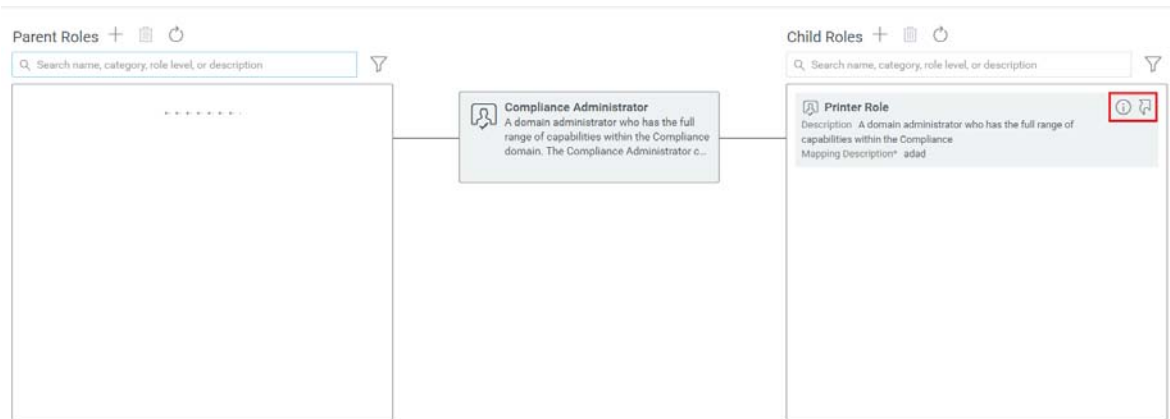 Parent Roles
Search name, category, role level, or description
Compliance Administrator
A domain administrator who has the full
range of capabilities within the Compliance
domain. The Compliance Administrator c...
Child Roles
Search name, category, role level, or description
Printer Role
Description A domain administrator who has the full range of
capabilities within the Compliance
Mapping Description* adad